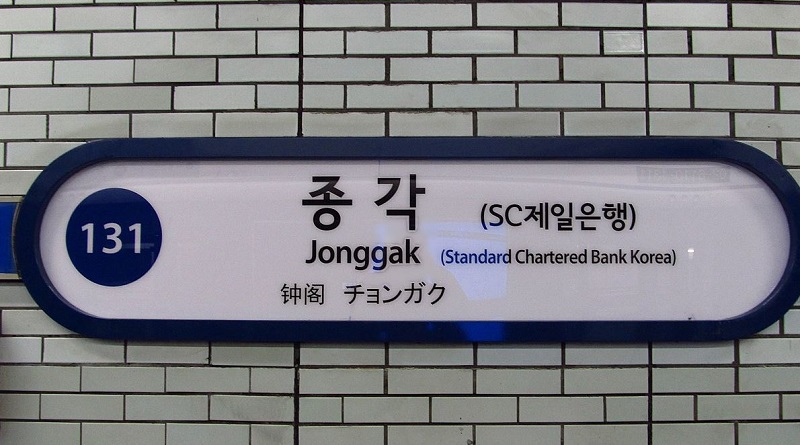 131
종각 (SC제일은행)
Jonggak (Standard Chartered Bank Korea)
钟阁 チョンガク